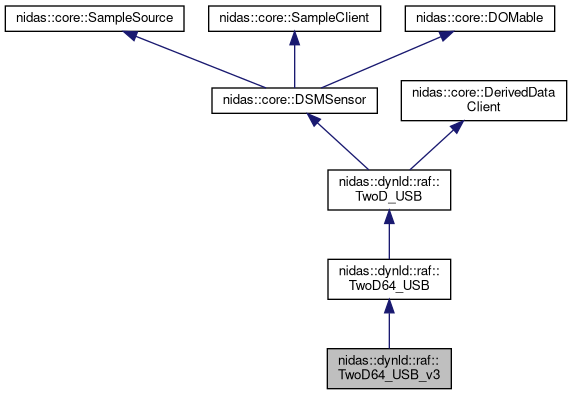 nidas::core::SampleSource
nidas::core::SampleClient
nidas::core::DOMable
nidas::core::DSMSensor
nidas::core::DerivedData
Client
nidas::dynld::raf::
TwoD_USB
nidas::dynld::raf::
TwoD64_USB
nidas::dynld::raf::
TwoD64_USB_v3